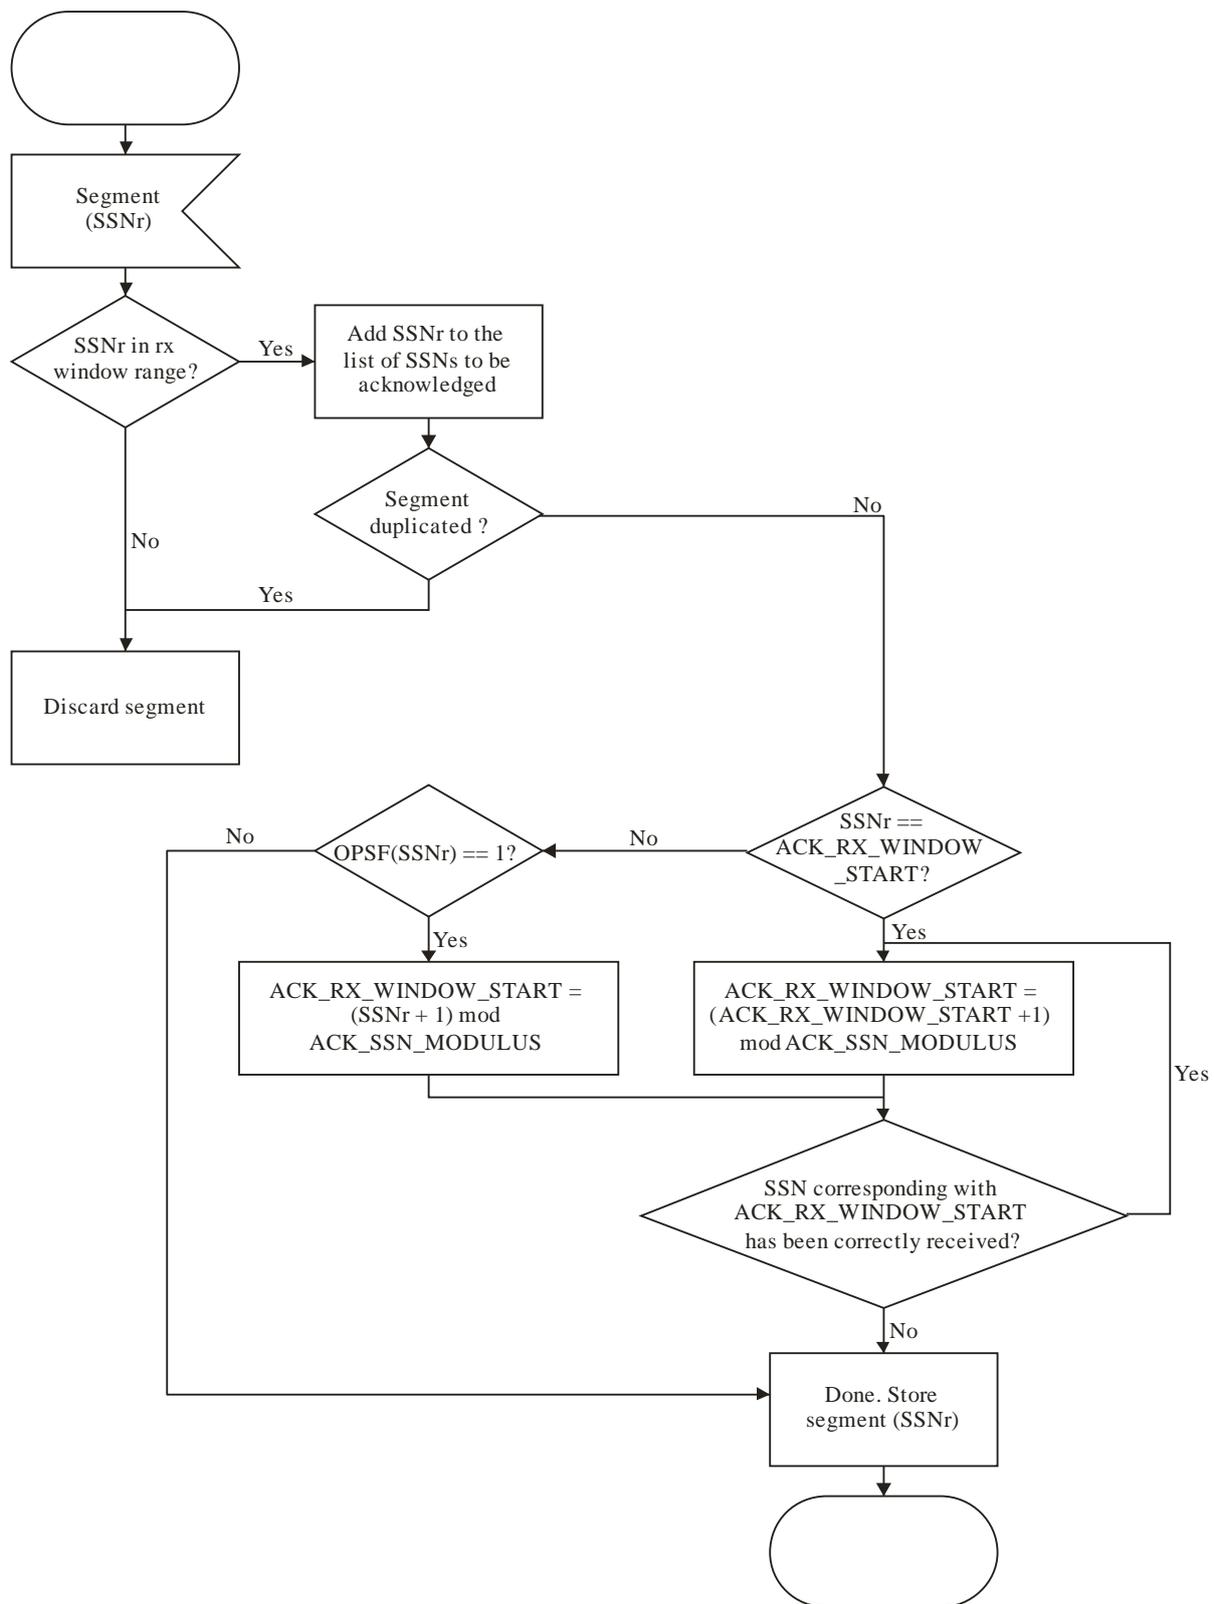 Segment
(SSNr)
SSNr in rx
window range?
Yes
Add SSNr to the
list of SSNs to be
acknowledged
Segment
duplicated ?
No
No
Yes
Discard segment
SSNr ==
ACK_RX_WINDOW
_START?
No
OPSF(SSNr) == 1?
No
Yes
Yes
ACK_RX_WINDOW_START =
(SSNr + 1) mod
ACK_SSN_MODULUS
ACK_RX_WINDOW_START =
(ACK_RX_WINDOW_START +1)
mod ACK_SSN_MODULUS
Yes
SSN corresponding with
ACK_RX_WINDOW_START
has been correctly received?
No
Done. Store
segment (SSNr)